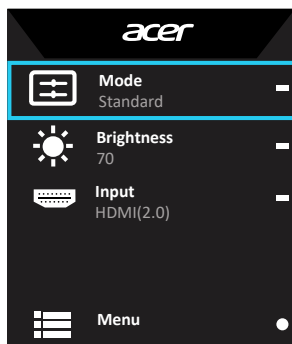 acer
Mode
Standard
Brightness
70
Input
HDMI(2.0)
Menu